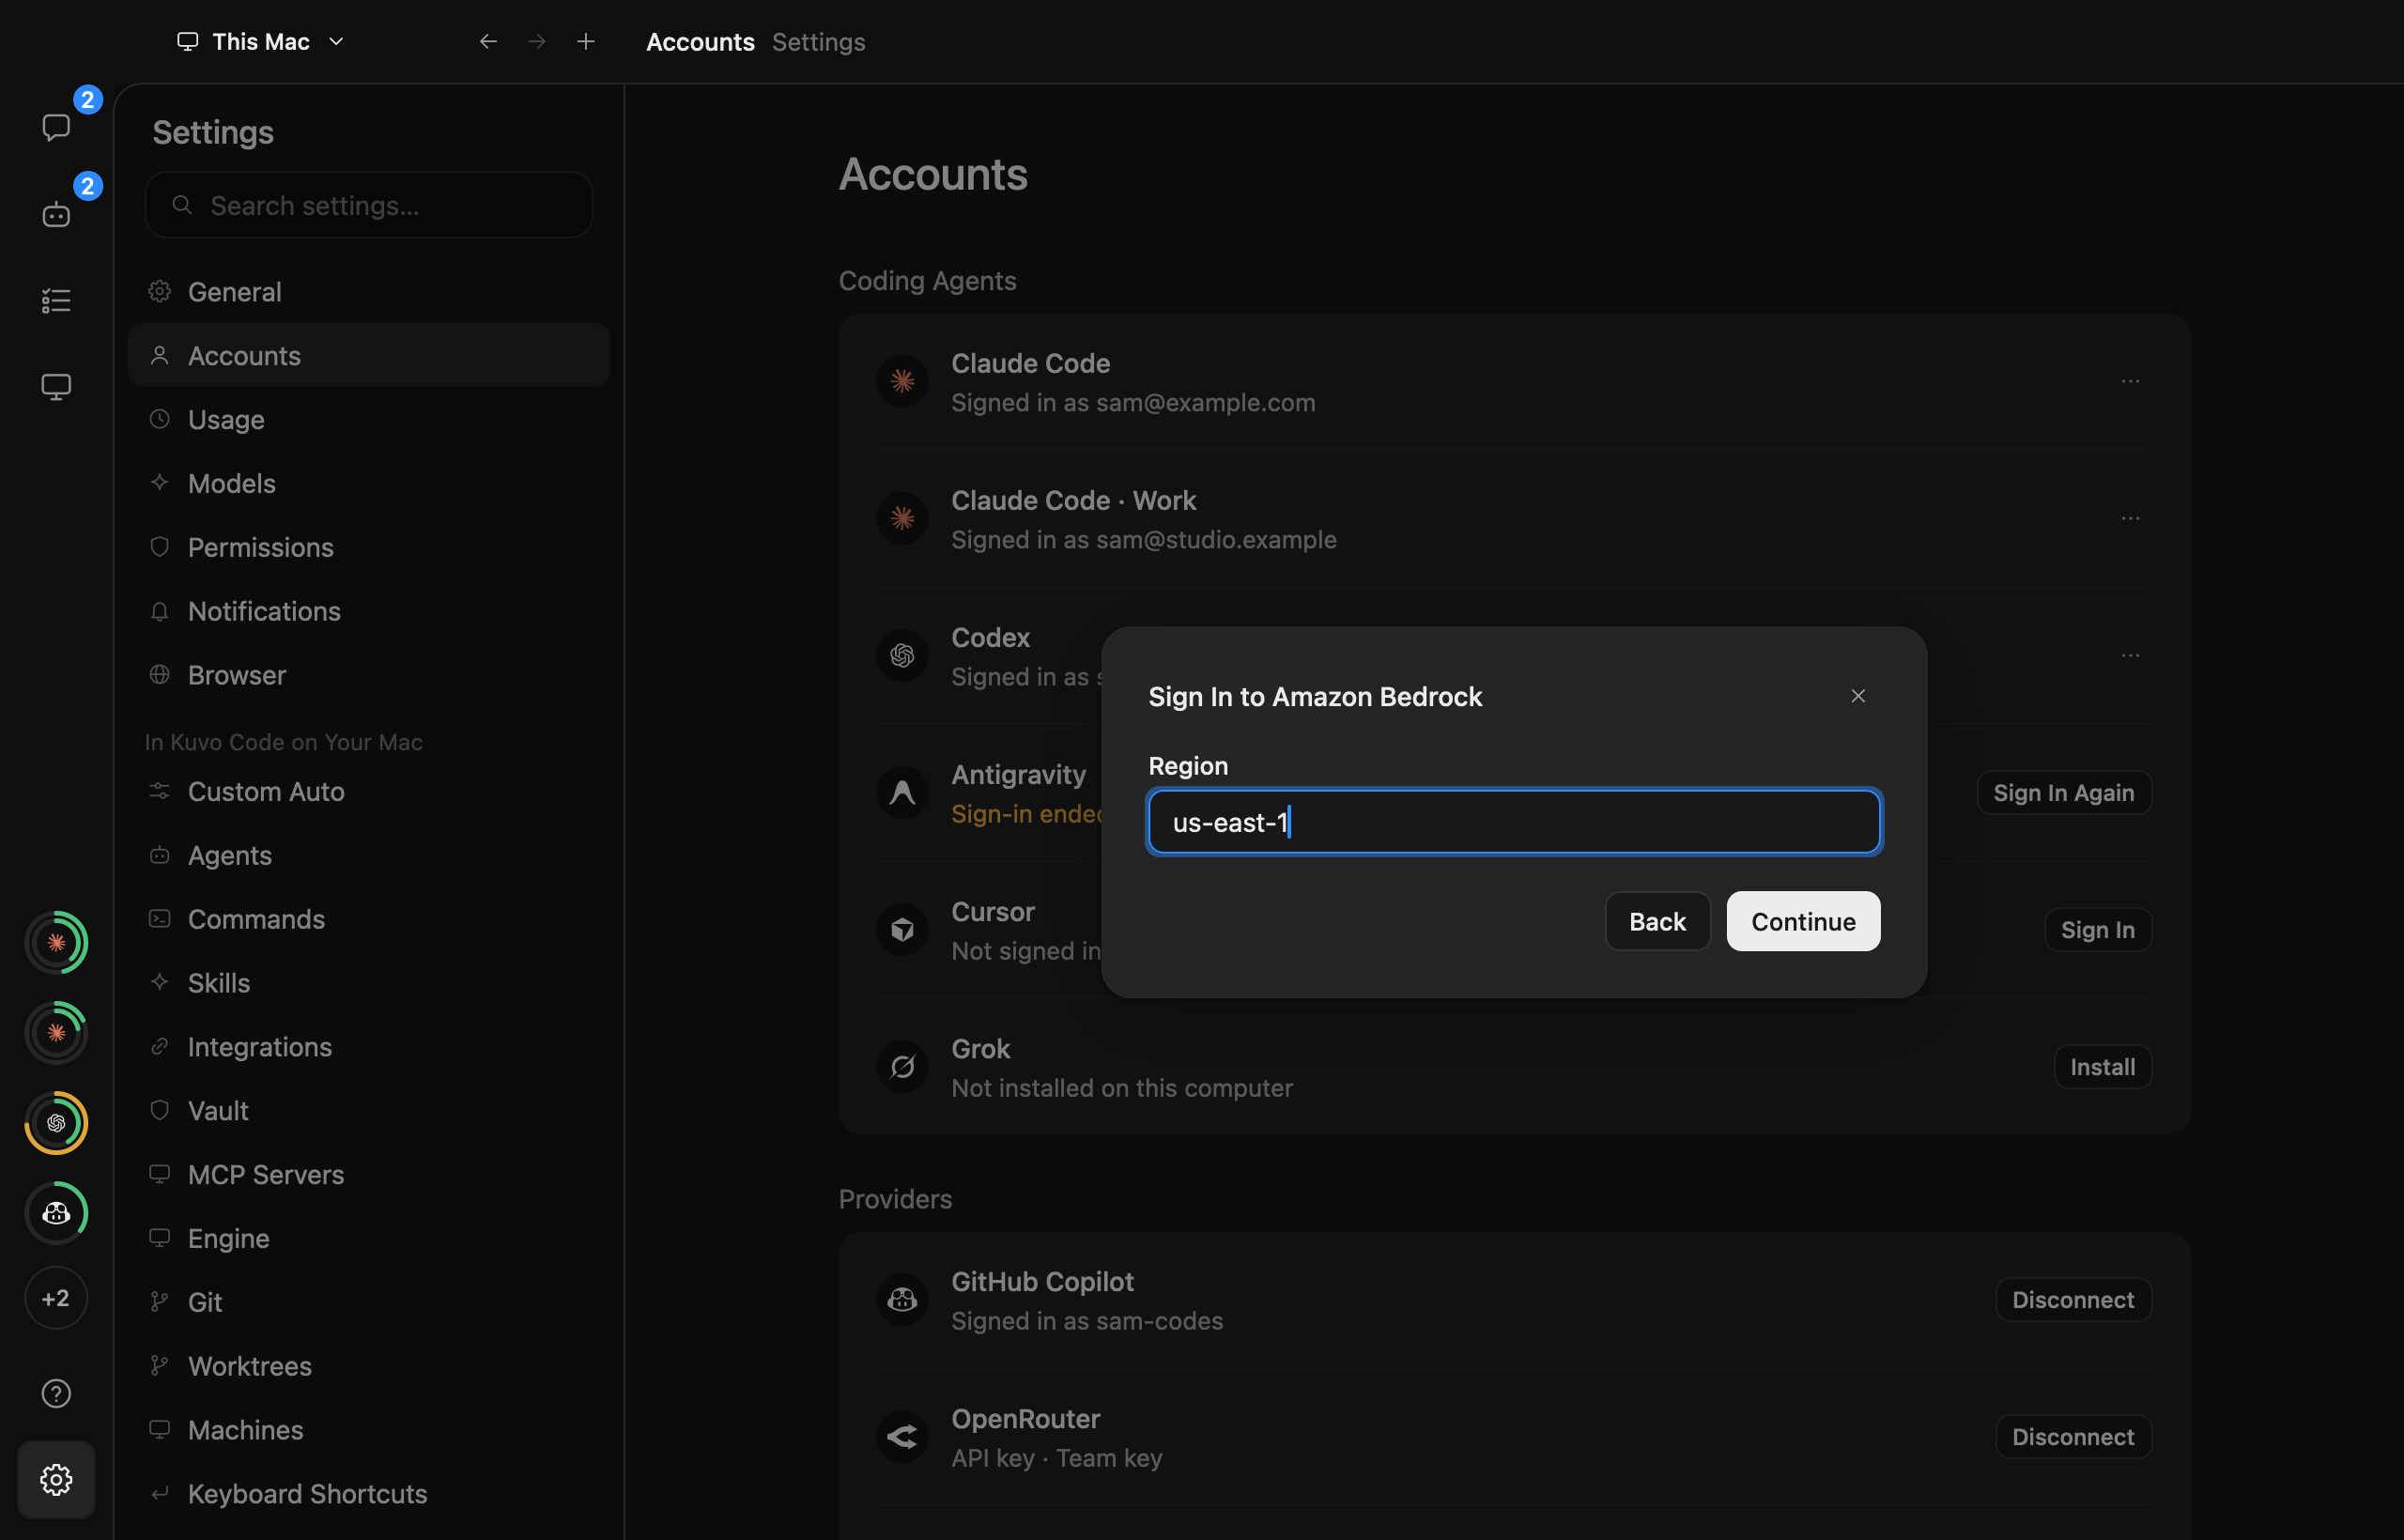 This Mac
Accounts Settings
2
2
Settings
Search settings...
General
Accounts
Usage
Models
Permissions
Notifications
Browser
In Kuvo Code on Your Mac
Custom Auto
Agents
Commands
Skills
Integrations
Vault
MCP Servers
Engine
Git
Worktrees
Machines
Keyboard Shortcuts
+2
Accounts
Coding Agents
Claude Code
Signed in as sam@example.com
Claude Code · Work
Signed in as sam@studio.example
Codex
Signed in as
Antigravity
Sign-in ended
Sign In Again
Cursor
Not signed in
Sign In
Grok
Not installed on this computer
Install
Sign In to Amazon Bedrock
Region
us-east-1
Back
Continue
Providers
GitHub Copilot
Signed in as sam-codes
Disconnect
OpenRouter
API key · Team key
Disconnect